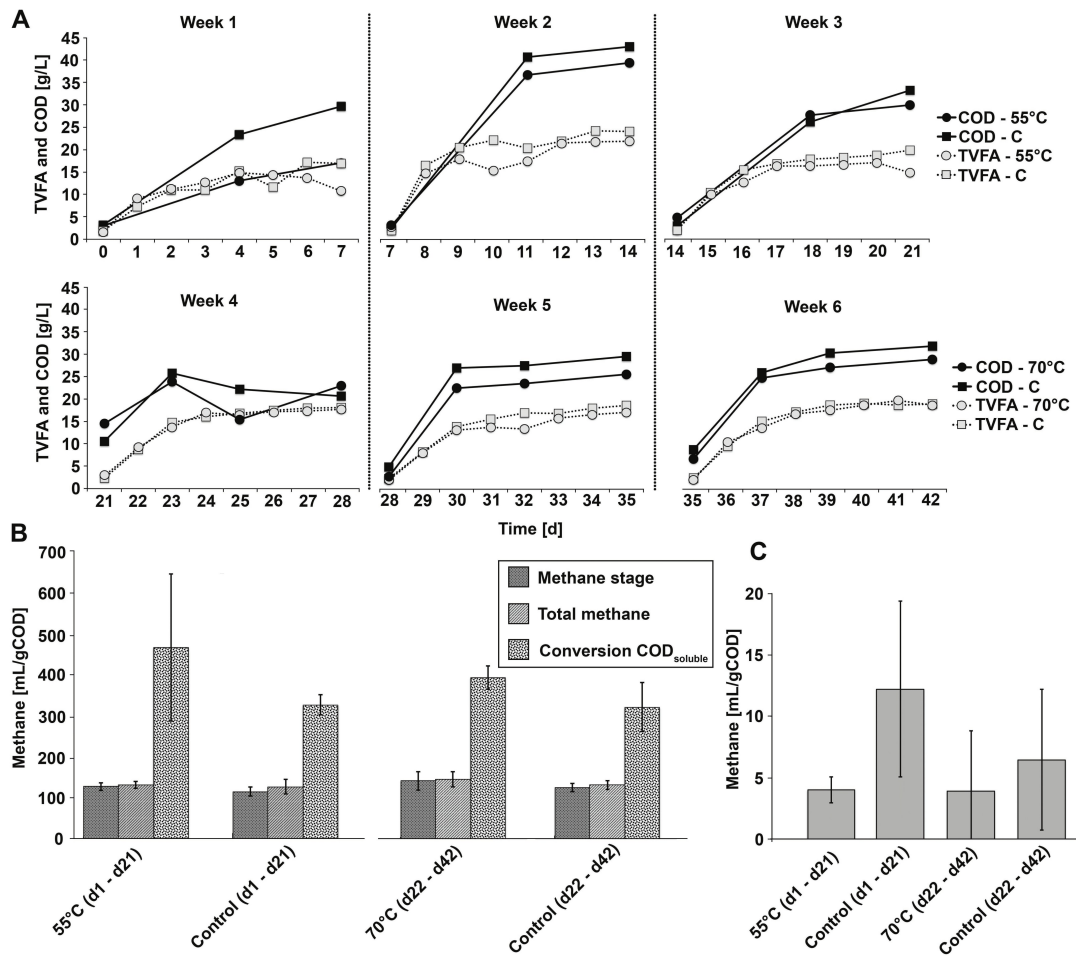 A
Week 1
Week 2
Week 3
TVFA and COD [g/L]
45
40
35
30
25
20
15
10
5
0
0 1 2 3 4 5 6 7
7 8 9 10 11 12 13 14
14 15 16 17 18 19 20 21
COD - 55°C
COD - C
TVFA - 55°C
TVFA - C
Week 4
Week 5
Week 6
TVFA and COD [g/L]
45
40
35
30
25
20
15
10
5
0
21 22 23 24 25 26 27 28
28 29 30 31 32 33 34 35
35 36 37 38 39 40 41 42
COD - 70°C
COD - C
TVFA - 70°C
TVFA - C
Time [d]
B
Methane [mL/gCOD]
700
600
500
400
300
200
100
0
Methane stage
Total methane
Conversion CODsoluble
55°C (d1 - d21)
Control (d1 - d21)
70°C (d22 - d42)
Control (d22 - d42)
C
Methane [mL/gCOD]
20
15
10
5
0
55°C (d1 - d21)
Control (d1 - d21)
70°C (d22 - d42)
Control (d22 - d42)